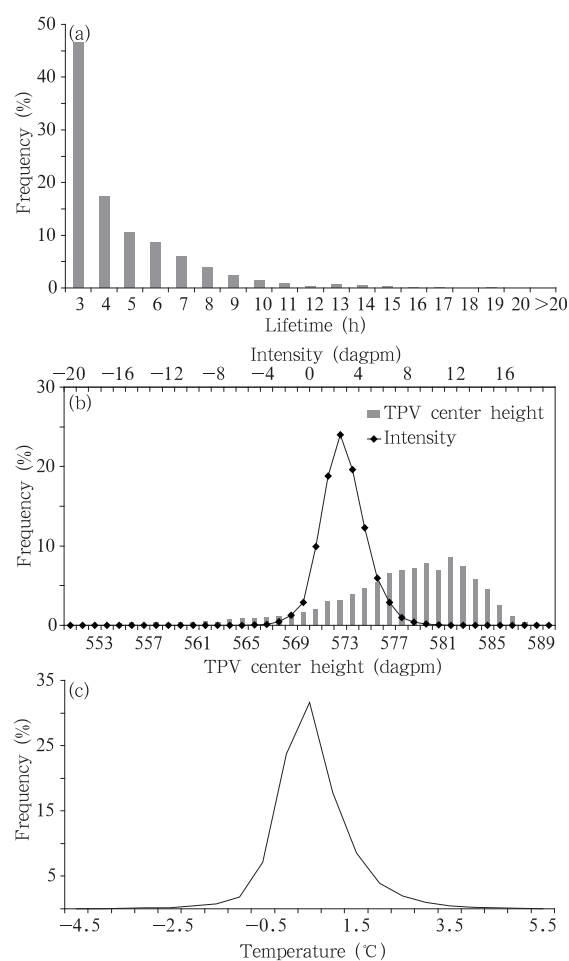 (a)
Frequency (%)
50
40
30
20
10
0
3 4 5 6 7 8 9 10 11 12 13 14 15 16 17 18 19 20 >20
Lifetime (h)
Intensity (dagpm)
−20 −16 −12 −8 −4 0 4 8 12 16
(b)
TPV center height
Intensity
Frequency (%)
30
20
10
0
553 557 561 565 569 573 577 581 585 589
TPV center height (dagpm)
(c)
Frequency (%)
35
25
15
5
−4.5 −2.5 −0.5 1.5 3.5 5.5
Temperature (℃)